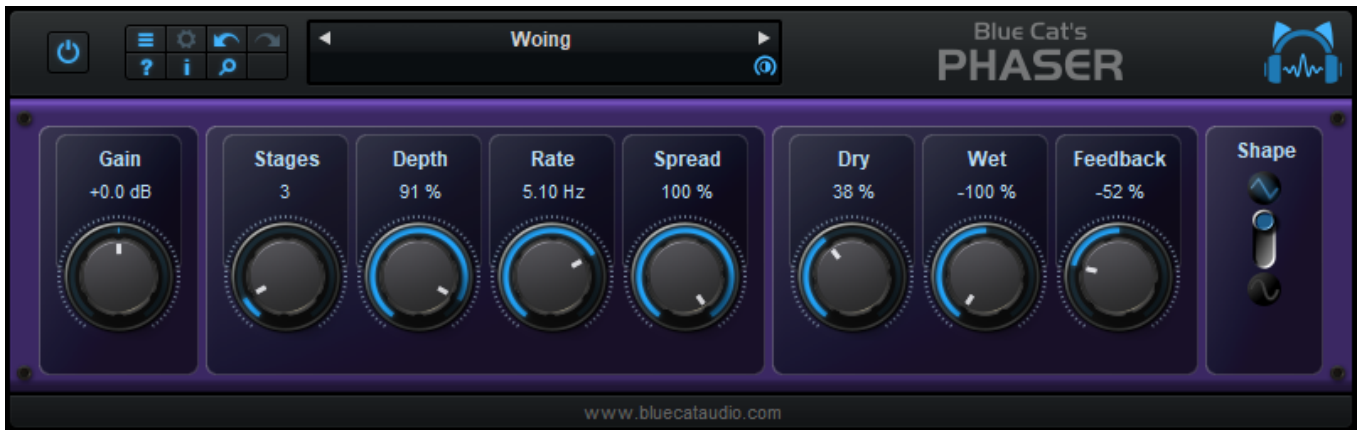 Woing
Blue Cat's
PHASER
? i
Gain
+0.0 dB
Stages
3
Depth
91 %
Rate
5.10 Hz
Spread
100 %
Dry
38 %
Wet
-100 %
Feedback
-52 %
Shape
www.bluecataudio.com